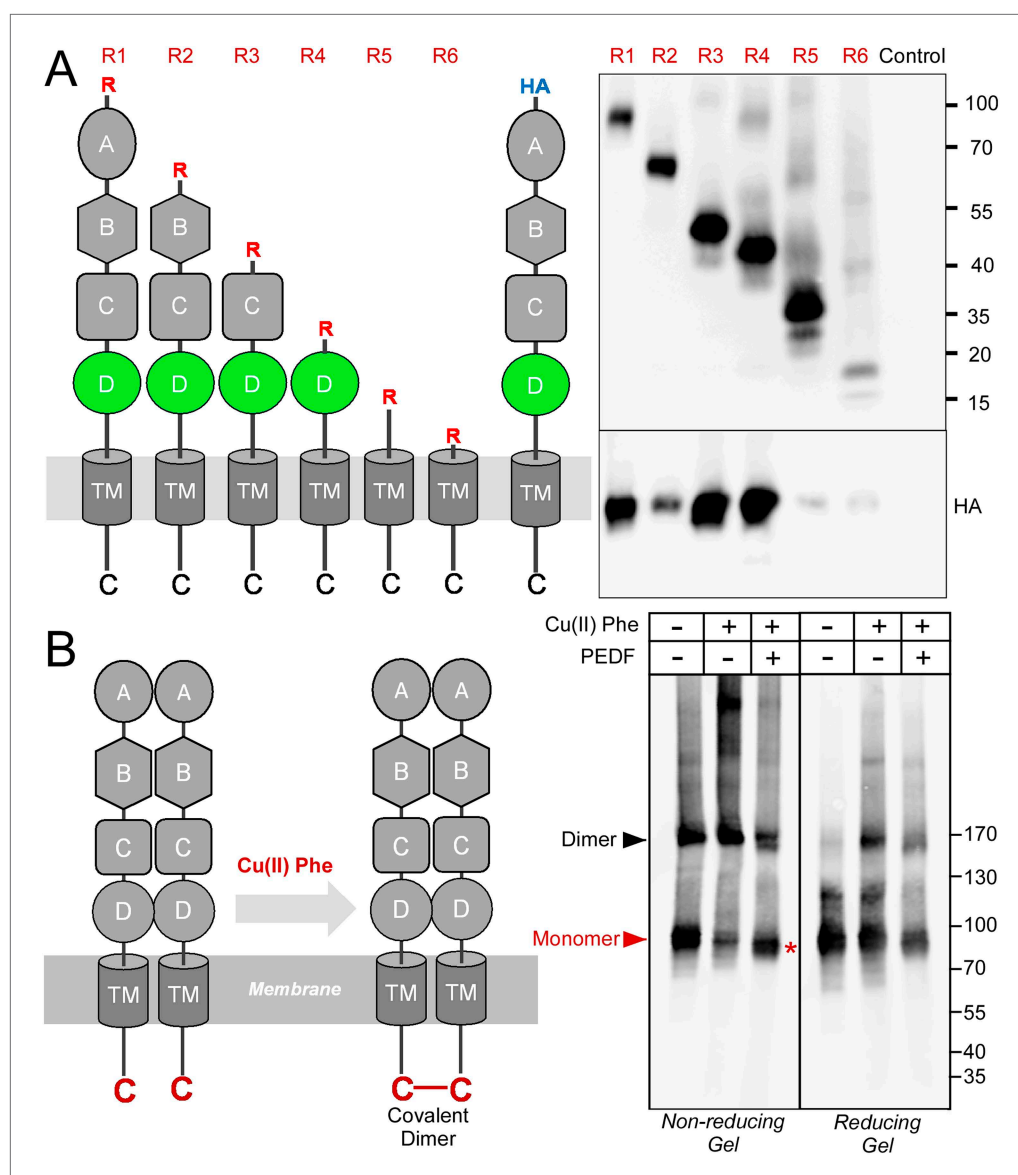 A
R1 R2 R3 R4 R5 R6
R HA
A A
R
B B B
R
C C C C
R
D D D D D
R
R
TM TM TM TM TM TM TM
C C C C C C C
R1 R2 R3 R4 R5 R6 Control
100
70
55
40
35
20
15
HA
B
A A A A
B B B B
C C C C
Cu(II) Phe
D D D D
TM TM Membrane TM TM
C C C C
Covalent
Dimer
Cu(II) Phe - + + - + +
PEDF - - + - - +
Dimer
Monomer
*
170
130
100
70
55
40
35
Non-reducing
Gel
Reducing
Gel